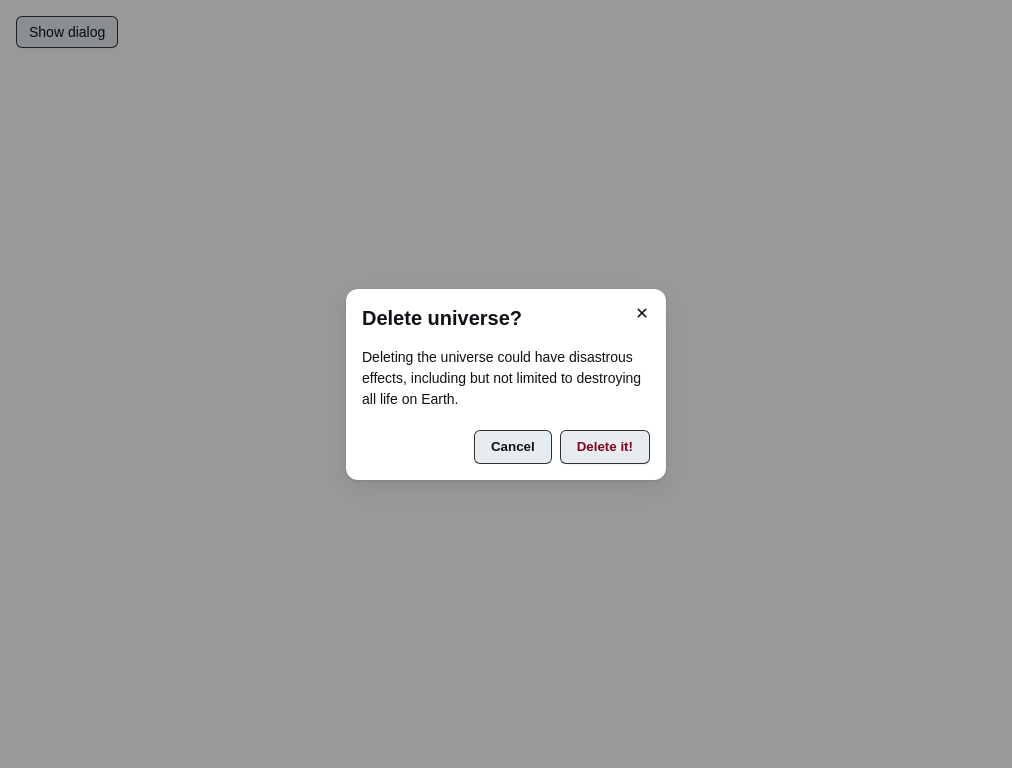 Show dialog
Delete universe?
Deleting the universe could have disastrous
effects, including but not limited to destroying
all life on Earth.
Cancel
Delete it!